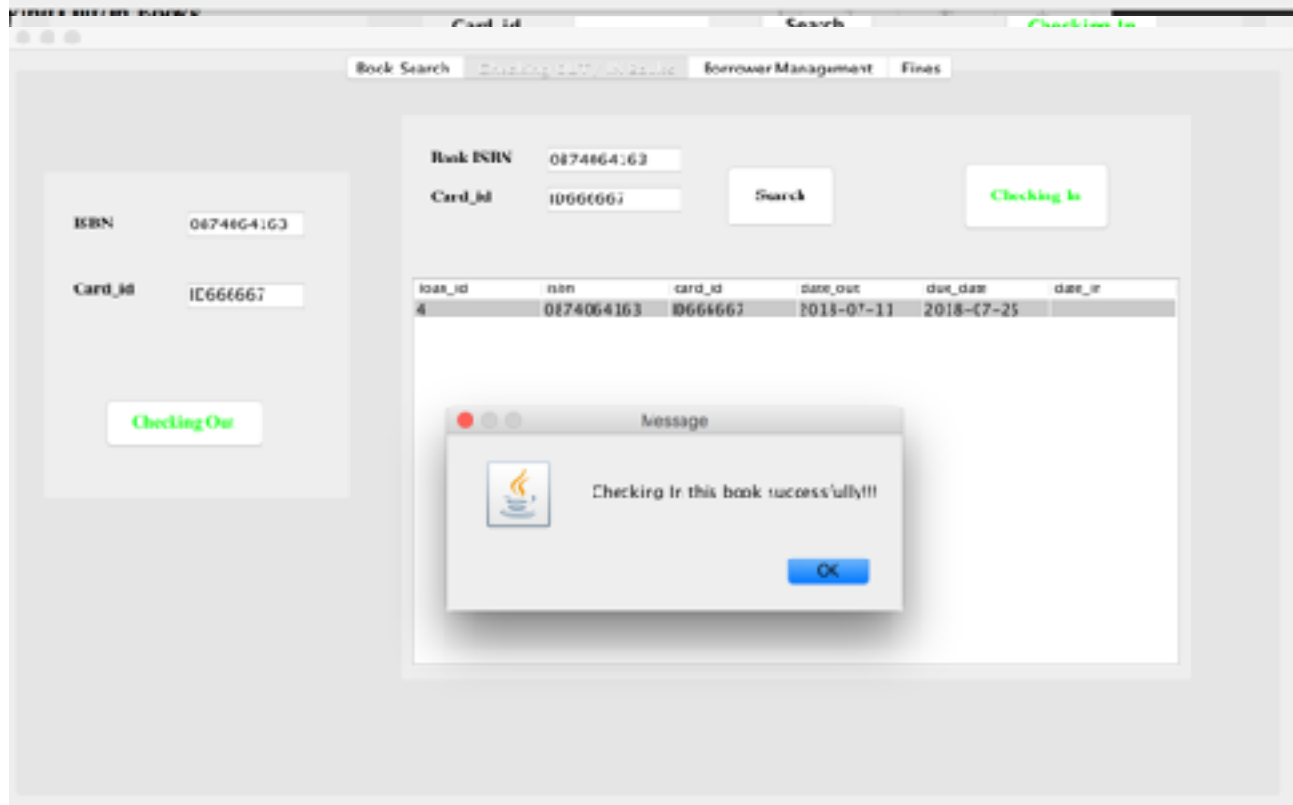 Card_id Search Checking In
Book Search Borrower Management Fines
Book ISBN 0874064163
Card_id ID666667 Search Checking In
ISBN 0874064163
Card_id ID666667
Checking Out
loan_id isbn card_id date_out due_date date_in
4 0874064163 ID666667 2018-07-11 2018-07-25
Message
Checking In this book successfully!!!
OK